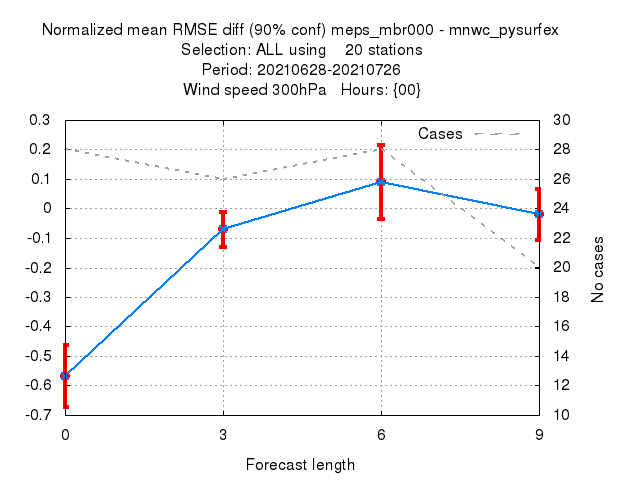 Normalized mean RMSE diff (90% conf) meps_mbr000 - mnwc_pysurfex
Selection: ALL using 20 stations
Period: 20210628-20210726
Wind speed 300hPa Hours: {00}
Cases
0.3
0.2
0.1
0
-0.1
-0.2
-0.3
-0.4
-0.5
-0.6
-0.7
30
28
26
24
22
20
18
16
14
12
10
No cases
0 3 6 9
Forecast length